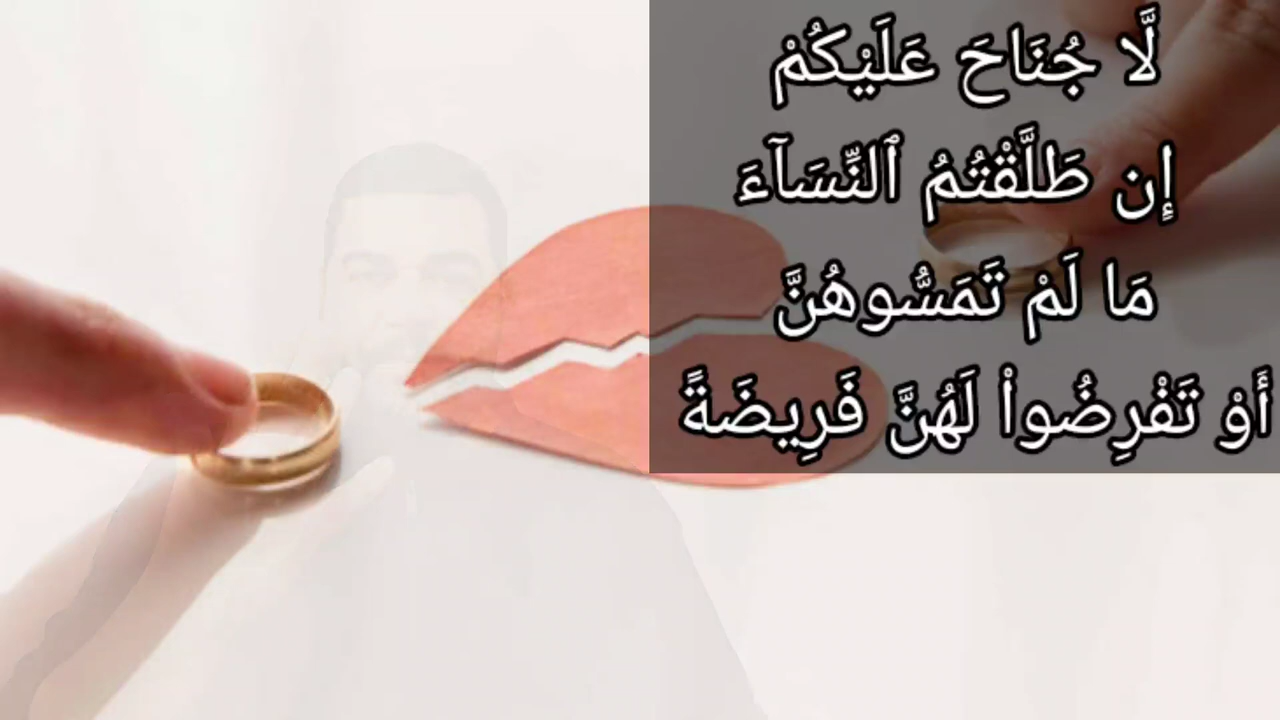 لَّا جُنَاحَ عَلَيْكُمْ
إِن طَلَّقْتُمُ ٱلنِّسَآءَ
مَا لَمْ تَمَسُّوهُنَّ
أَوْ تَفْرِضُوا۟ لَهُنَّ فَرِيضَةً